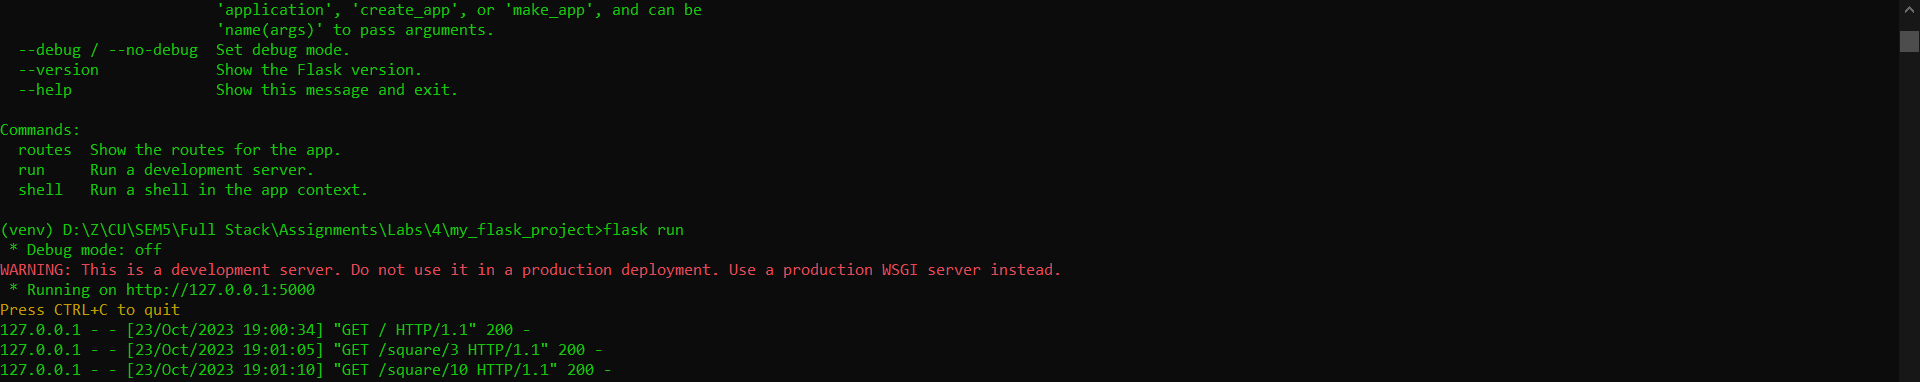 'application', 'create_app', or 'make_app', and can be
'name(args)' to pass arguments.
--debug / --no-debug  Set debug mode.
--version             Show the Flask version.
--help                Show this message and exit.
Commands:
routes  Show the routes for the app.
run     Run a development server.
shell   Run a shell in the app context.
(venv) D:\Z\CU\SEM5\Full Stack\Assignments\Labs\4\my_flask_project>flask run
* Debug mode: off
WARNING: This is a development server. Do not use it in a production deployment. Use a production WSGI server instead.
* Running on http://127.0.0.1:5000
Press CTRL+C to quit
127.0.0.1 - - [23/Oct/2023 19:00:34] "GET / HTTP/1.1" 200 -
127.0.0.1 - - [23/Oct/2023 19:01:05] "GET /square/3 HTTP/1.1" 200 -
127.0.0.1 - - [23/Oct/2023 19:01:10] "GET /square/10 HTTP/1.1" 200 -